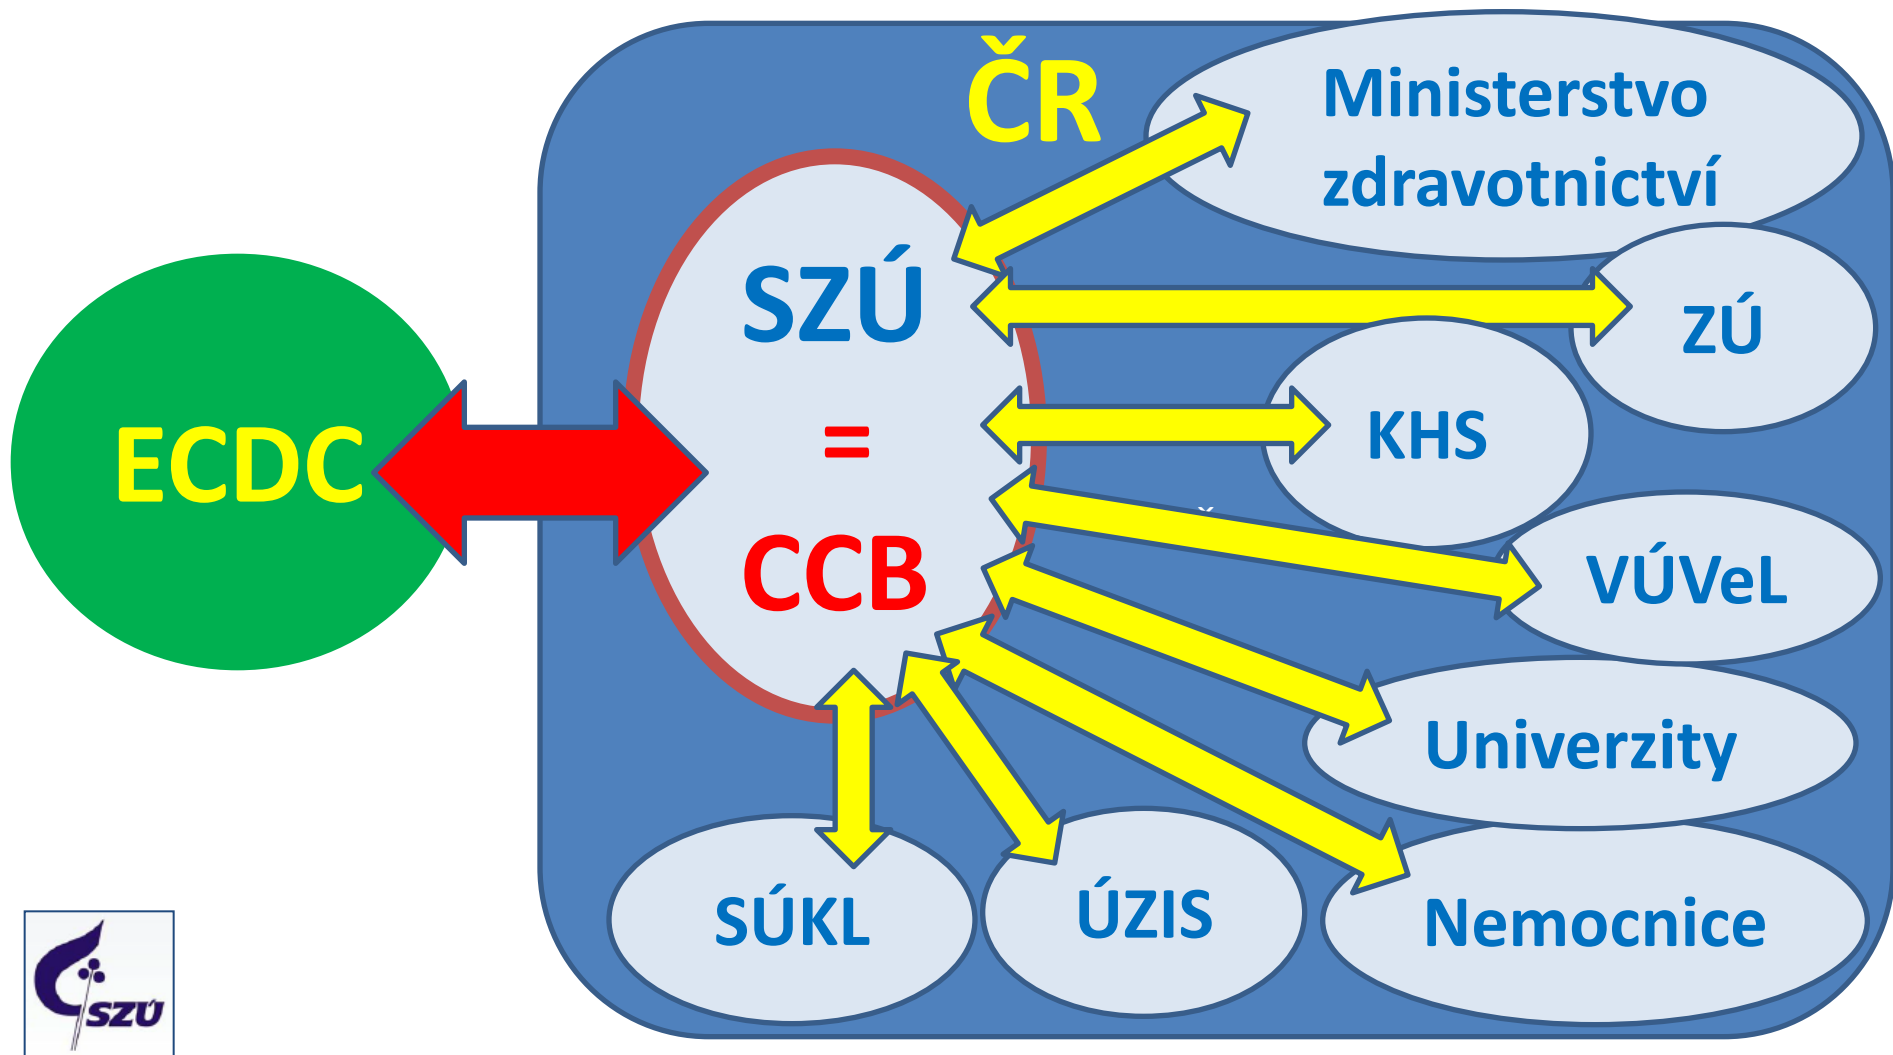 ČR
Ministerstvo
zdravotnictví
SZÚ
=
CCB
ECDC
ZÚ
KHS
VÚVeL
Univerzity
Nemocnice
ÚZIS
SÚKL
SZÚ